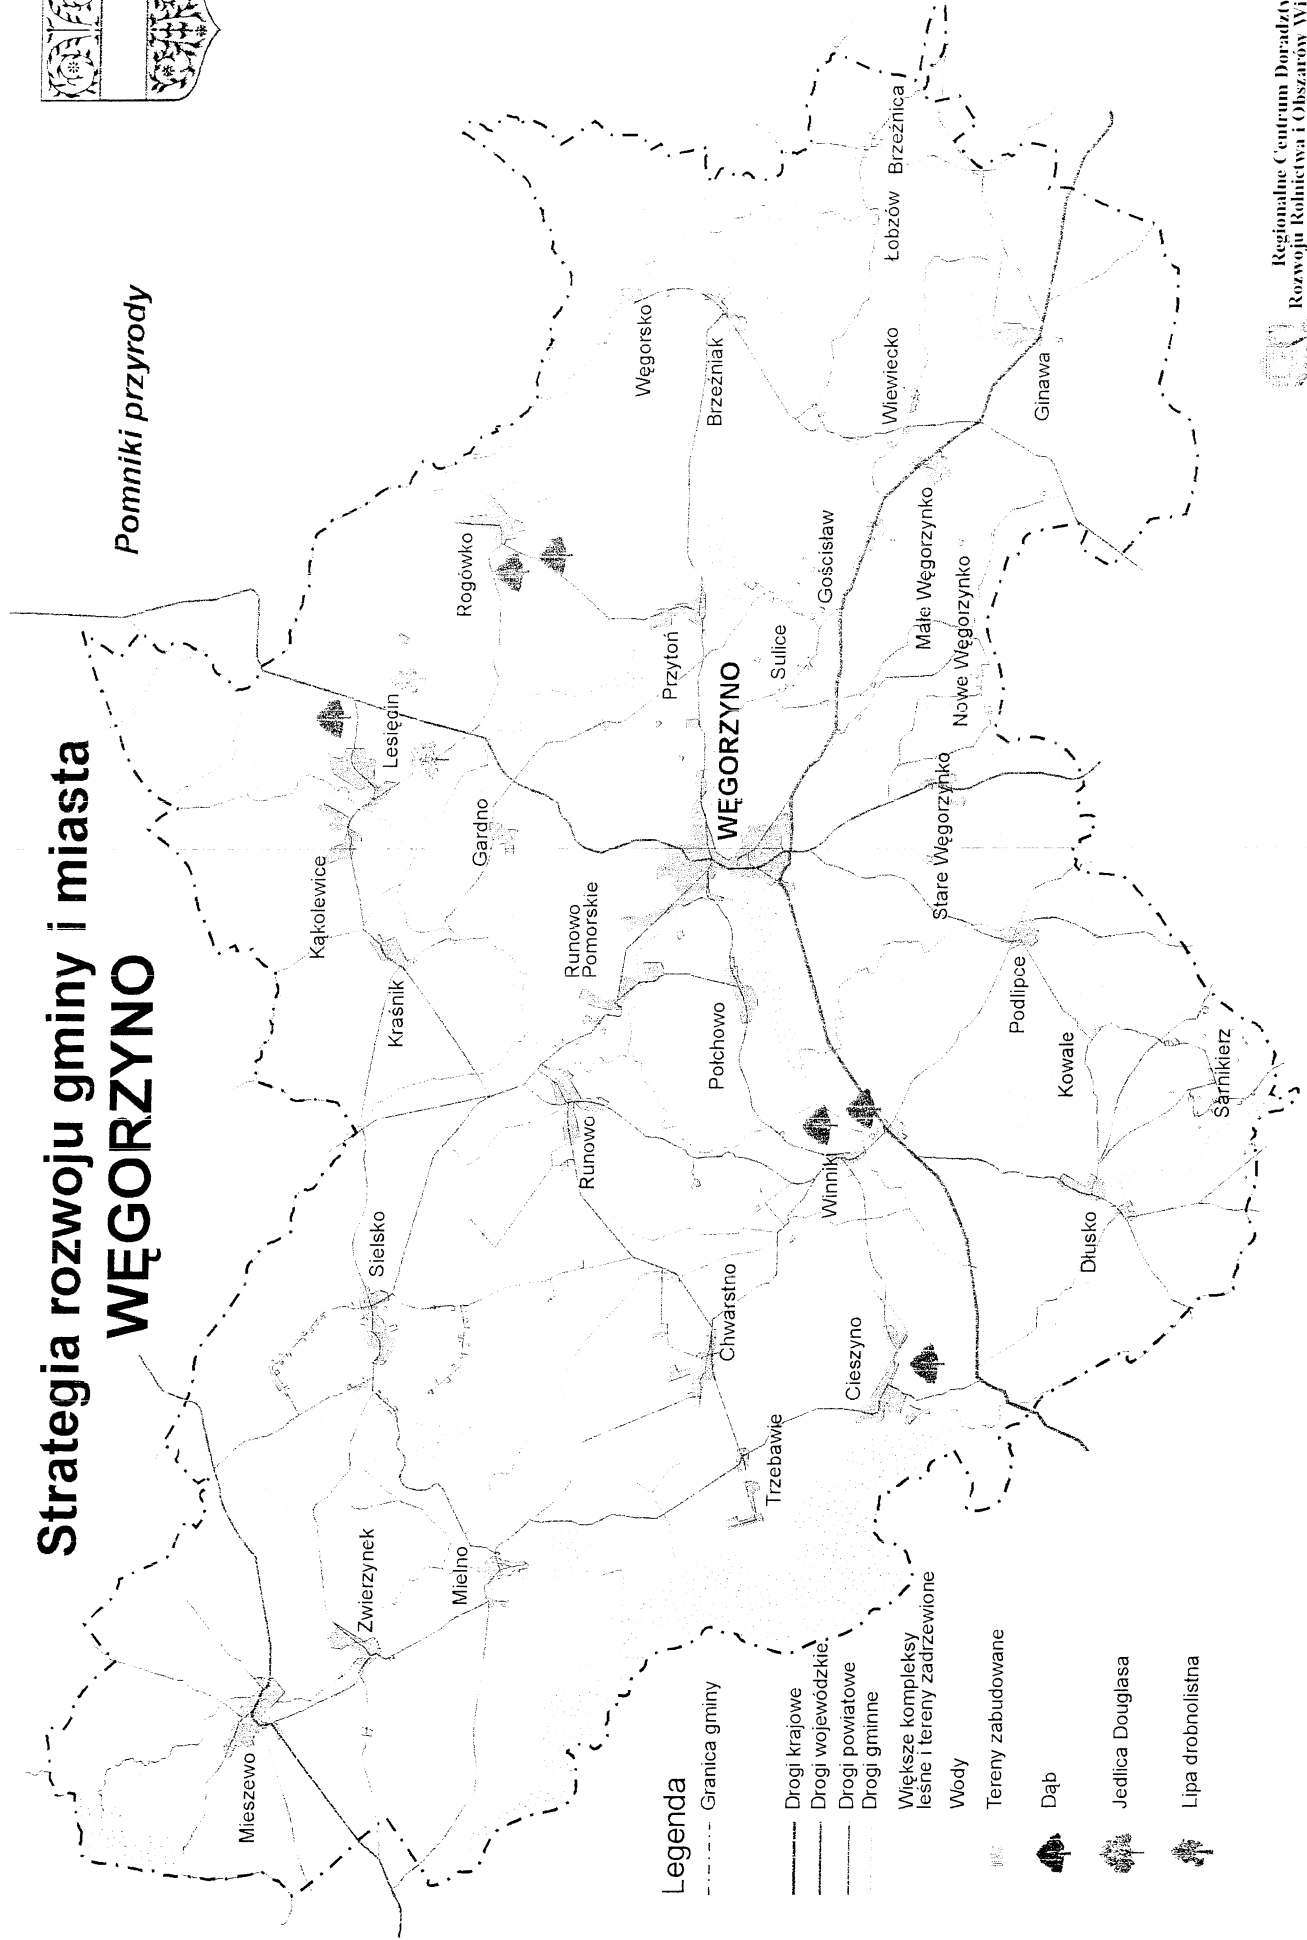 Strategia rozwoju gminy i miasta
WĘGORZYNO
Pomniki przyrody
Mieszewo
Zwierzynek
Mielno
Sielsko
Kraśnik
Kąkolewice
Lesięcin
Gardno
Rogówko
Runowo
Pomorskie
Runowo
Przytoń
Węgorsko
Brzeźniak
WĘGORZYNO
Połchowo
Chwarstno
Trzebawie
Cieszyno
Winniki
Sulice
Gościsław
Wiewiecko
Łobzów
Brzeźnica
Małe Węgorzynko
Nowe Węgorzynko
Stare Węgorzynko
Ginawa
Podlipce
Kowale
Dłusko
Sarnikierz
Legenda
Granica gminy
Drogi krajowe
Drogi wojewódzkie
Drogi powiatowe
Drogi gminne
Większe kompleksy
leśne i tereny zadrzewione
Wody
Tereny zabudowane
Dąb
Jedlica Douglasa
Lipa drobnolistna
Regionalne Centrum
Rozwoju Rolnictwa i Obszarów